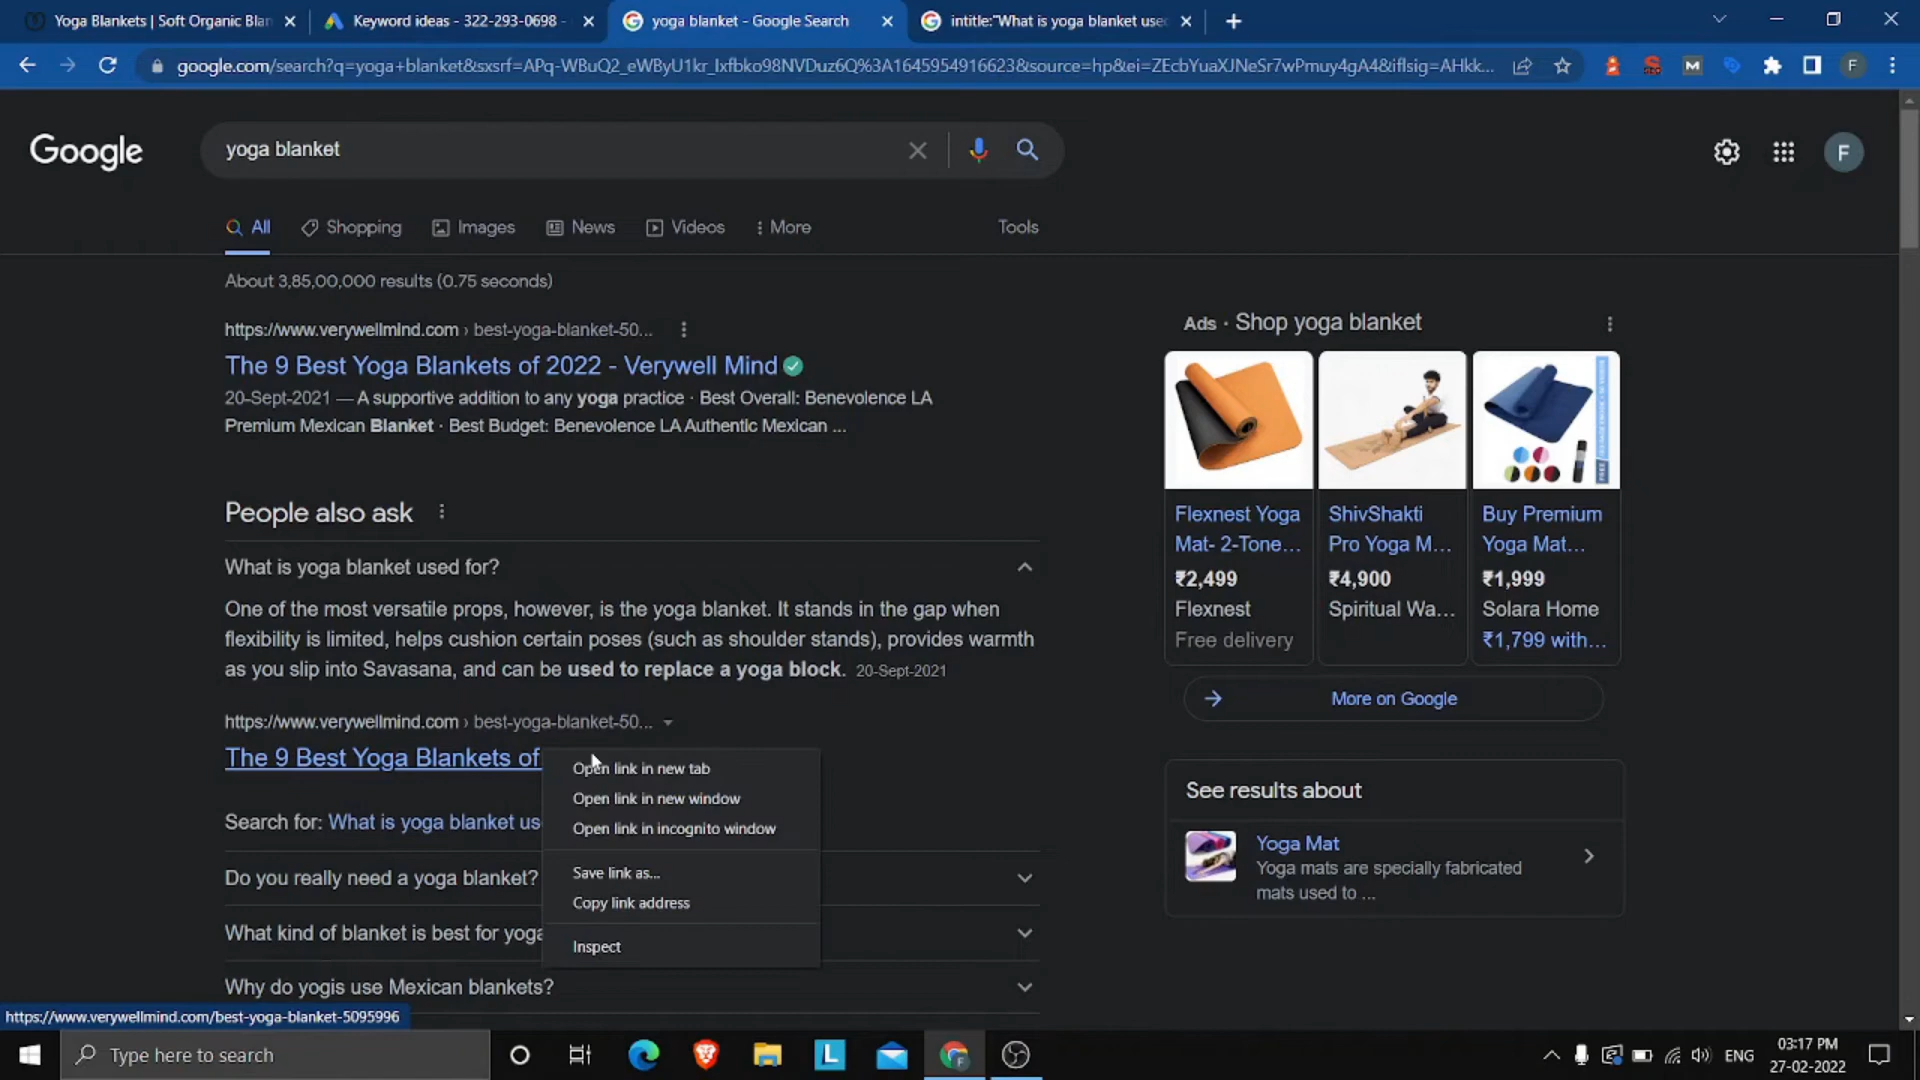 Yoga Blankets | Soft Organic Blan
Keyword ideas - 322-293-0698 -
yoga blanket - Google Search
intitle:"What is yoga blanket use
google.com/search?q=yoga+blanket&sxsrf=APq-WBuQ2_eWByU1kr_Ixfbko98NVDuz6Q%3A1645954916623&source=hp&ei=ZEcbYuaXJNeSr7wPmuy4gA4&iflsig=AHkk...
Google
yoga blanket
F
All
Shopping
Images
News
Videos
More
Tools
About 3,85,00,000 results (0.75 seconds)
https://www.verywellmind.com › best-yoga-blanket-50...
The 9 Best Yoga Blankets of 2022 - Verywell Mind
20-Sept-2021 — A supportive addition to any yoga practice · Best Overall: Benevolence LA
Premium Mexican Blanket · Best Budget: Benevolence LA Authentic Mexican ...
People also ask
What is yoga blanket used for?
One of the most versatile props, however, is the yoga blanket. It stands in the gap when
flexibility is limited, helps cushion certain poses (such as shoulder stands), provides warmth
as you slip into Savasana, and can be used to replace a yoga block. 20-Sept-2021
https://www.verywellmind.com › best-yoga-blanket-50...
The 9 Best Yoga Blankets of
Search for: What is yoga blanket us
Do you really need a yoga blanket?
What kind of blanket is best for yoga
Why do yogis use Mexican blankets?
Open link in new tab
Open link in new window
Open link in incognito window
Save link as...
Copy link address
Inspect
Ads · Shop yoga blanket
Flexnest Yoga
Mat- 2-Tone...
₹2,499
Flexnest
Free delivery
ShivShakti
Pro Yoga M...
₹4,900
Spiritual Wa...
FREE
Buy Premium
Yoga Mat...
₹1,999
Solara Home
₹1,799 with...
More on Google
See results about
Yoga Mat
Yoga mats are specially fabricated
mats used to ...
https://www.verywellmind.com/best-yoga-blanket-5095996
Type here to search
ENG
03:17 PM
27-02-2022